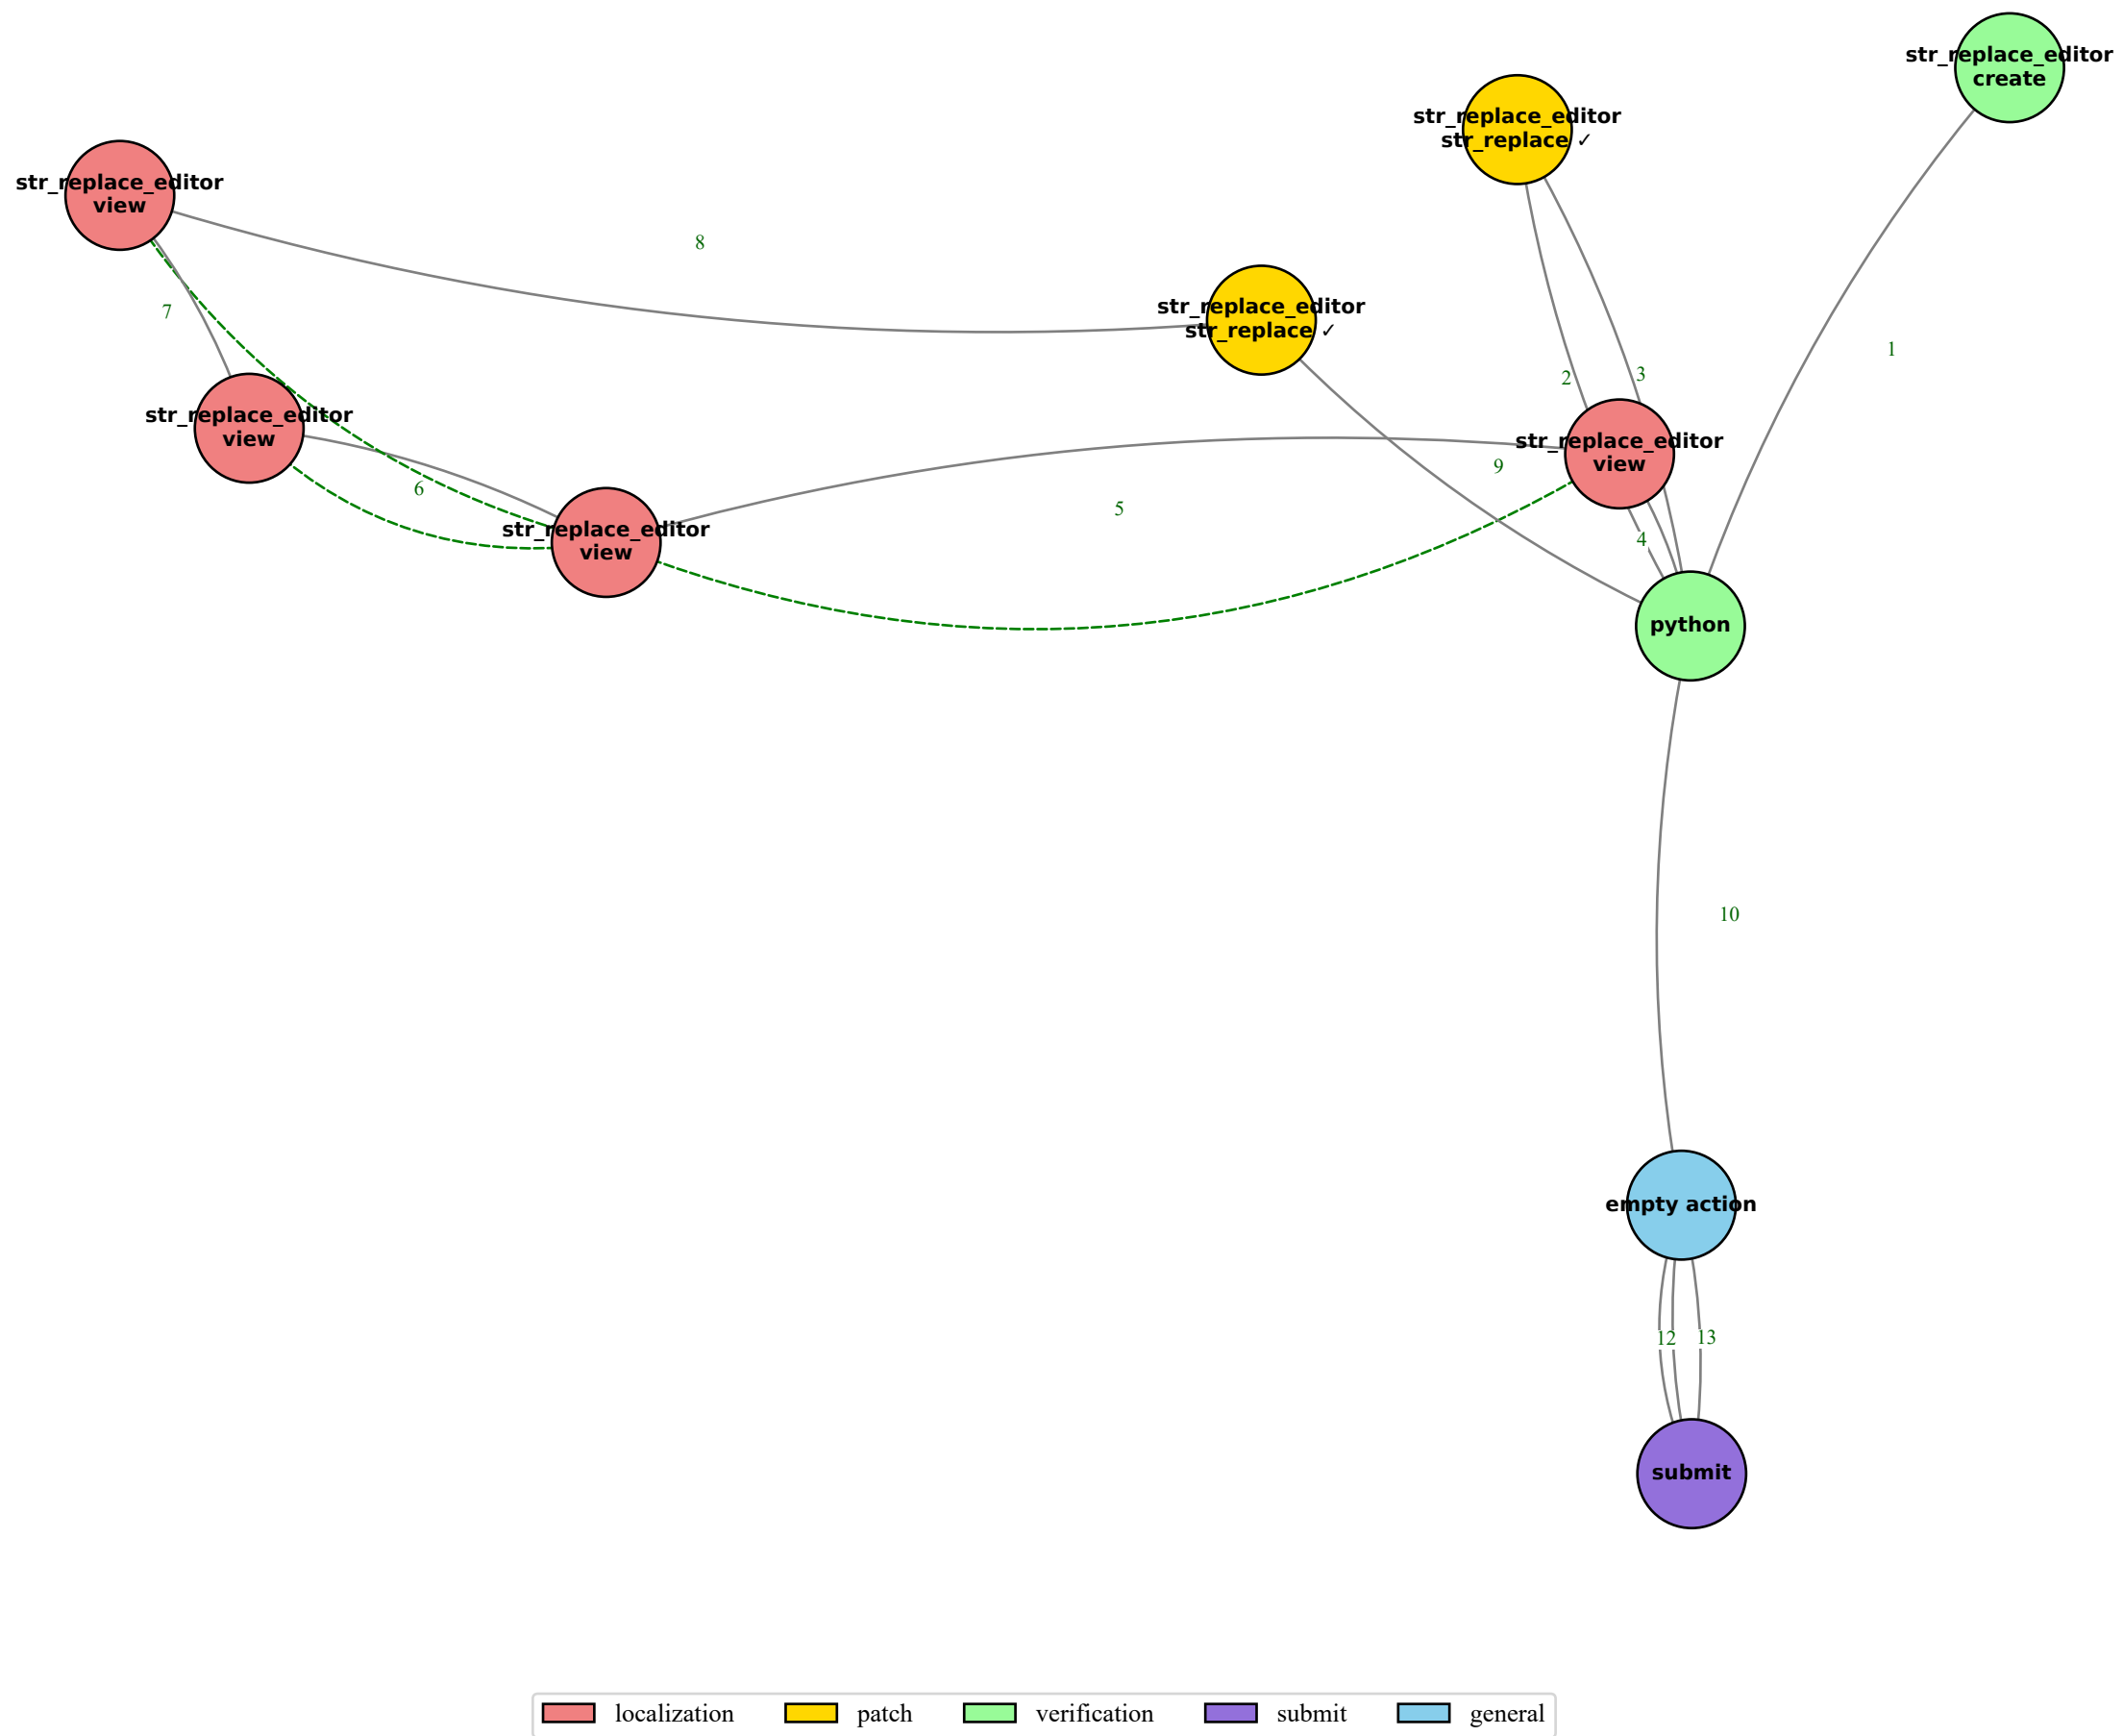 str_replace_editor
create
str_replace_editor
str_replace ✓
str_replace_editor
view
8
str_replace_editor
str_replace ✓
7
1
2
3
str_replace_editor
view
str_replace_editor
view
9
6
5
str_replace_editor
view
4
python
10
empty action
12
13
submit
localization
patch
verification
submit
general